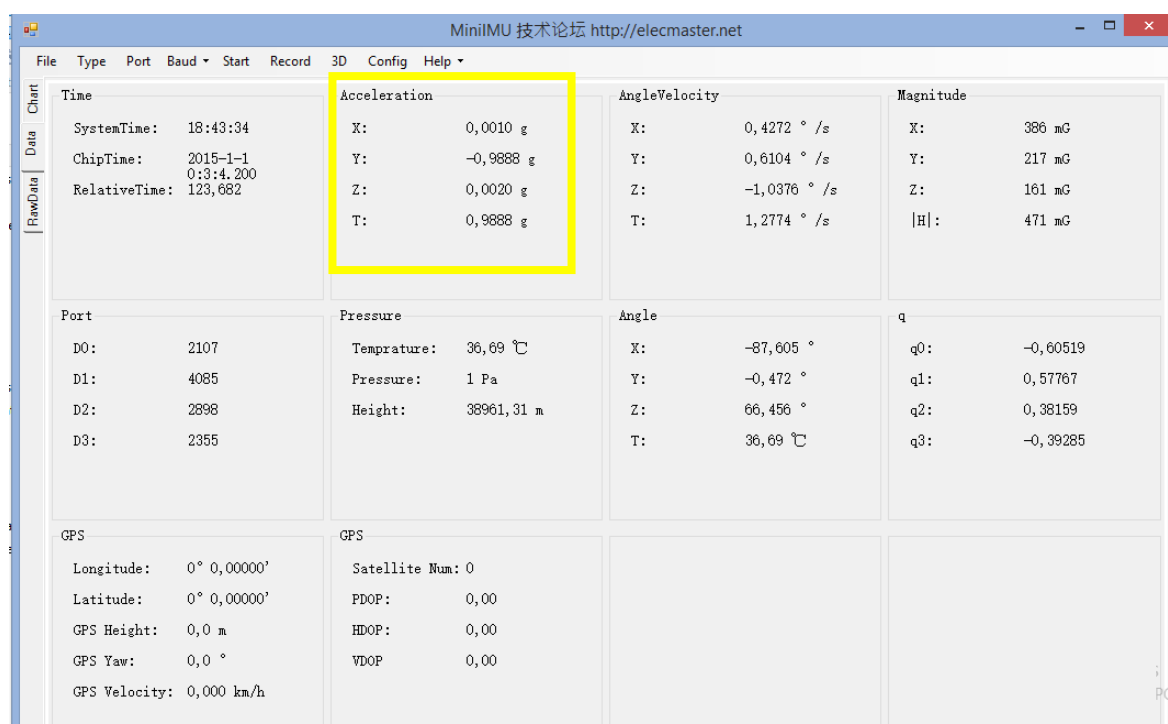 MiniIMU 技术论坛 http://elecmaster.net
File Type Port Baud Start Record 3D Config Help
Chart
Data
RawData
Time
SystemTime: 18:43:34
ChipTime: 2015-1-1
0:3:4.200
RelativeTime: 123,682
Acceleration
X: 0,0010 g
Y: -0,9888 g
Z: 0,0020 g
T: 0,9888 g
AngleVelocity
X: 0,4272 ° /s
Y: 0,6104 ° /s
Z: -1,0376 ° /s
T: 1,2774 ° /s
Magnitude
X: 386 mG
Y: 217 mG
Z: 161 mG
|H|: 471 mG
Port
D0: 2107
D1: 4085
D2: 2898
D3: 2355
Pressure
Temprature: 36,69 ℃
Pressure: 1 Pa
Height: 38961,31 m
Angle
X: -87,605 °
Y: -0,472 °
Z: 66,456 °
T: 36,69 ℃
q
q0: -0,60519
q1: 0,57767
q2: 0,38159
q3: -0,39285
GPS
Longitude: 0° 0,00000'
Latitude: 0° 0,00000'
GPS Height: 0,0 m
GPS Yaw: 0,0 °
GPS Velocity: 0,000 km/h
GPS
Satellite Num: 0
PDOP: 0,00
HDOP: 0,00
VDOP 0,00